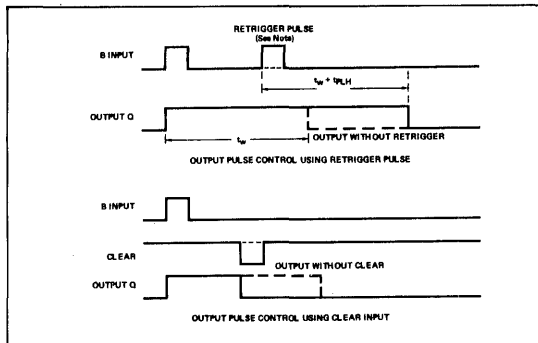 RETRIGGER PULSE
(See Note)
B INPUT
tw + tPLH
OUTPUT Q
OUTPUT WITHOUT RETRIGGER
tw
OUTPUT PULSE CONTROL USING RETRIGGER PULSE
B INPUT
CLEAR
OUTPUT WITHOUT CLEAR
OUTPUT Q
OUTPUT PULSE CONTROL USING CLEAR INPUT